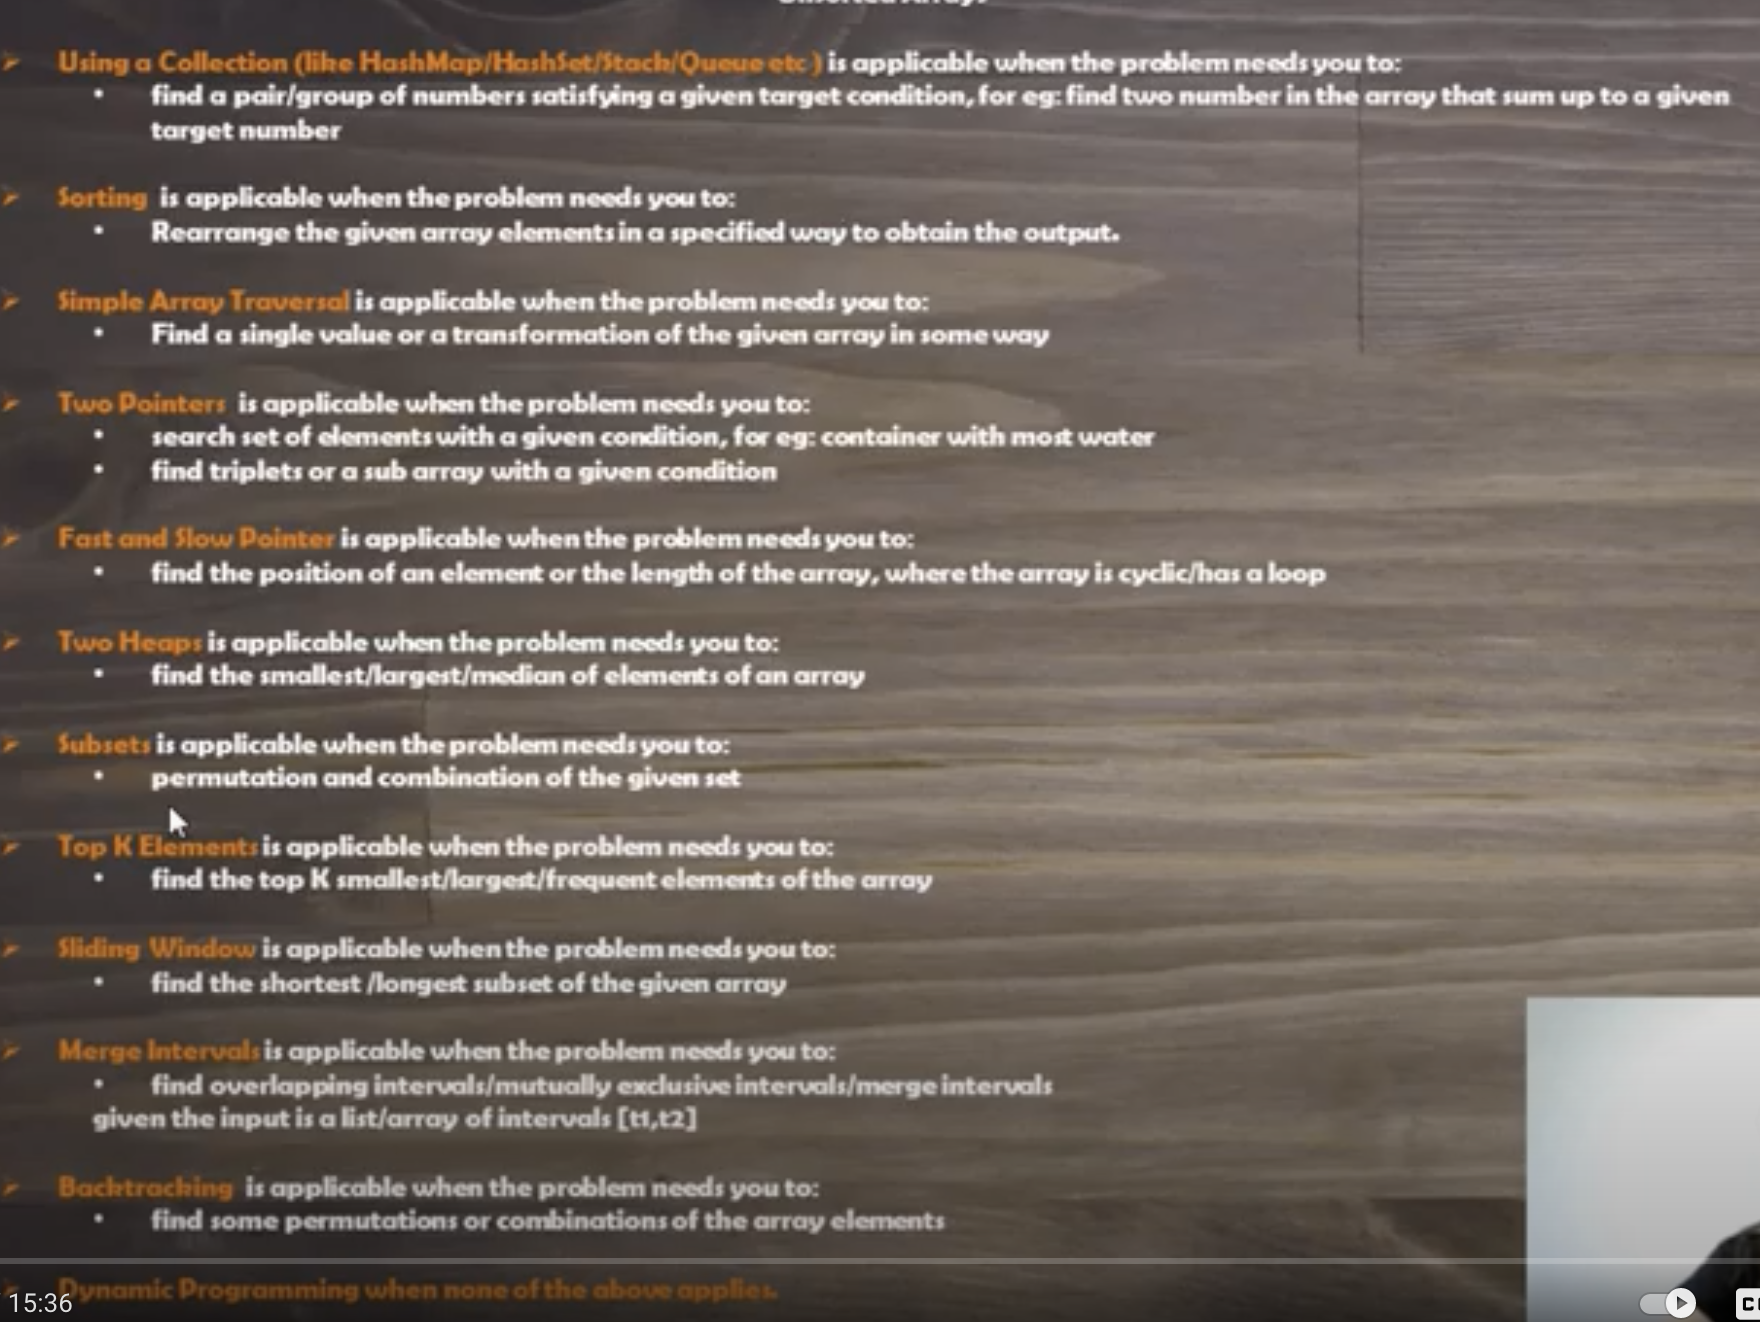 Unsorted Arrays
➢ Using a Collection (like HashMap/HashSet/Stack/Queue etc ) is applicable when the problem needs you to:
• find a pair/group of numbers satisfying a given target condition, for eg: find two number in the array that sum up to a given
target number
➢ Sorting is applicable when the problem needs you to:
• Rearrange the given array elements in a specified way to obtain the output.
➢ Simple Array Traversal is applicable when the problem needs you to:
• Find a single value or a transformation of the given array in some way
➢ Two Pointers is applicable when the problem needs you to:
• search set of elements with a given condition, for eg: container with most water
• find triplets or a sub array with a given condition
➢ Fast and Slow Pointer is applicable when the problem needs you to:
• find the position of an element or the length of the array, where the array is cyclic/has a loop
➢ Two Heaps is applicable when the problem needs you to:
• find the smallest/largest/median of elements of an array
➢ Subsets is applicable when the problem needs you to:
• permutation and combination of the given set
➢ Top K Elements is applicable when the problem needs you to:
• find the top K smallest/largest/frequent elements of the array
➢ Sliding Window is applicable when the problem needs you to:
• find the shortest /longest subset of the given array
➢ Merge Intervals is applicable when the problem needs you to:
• find overlapping intervals/mutually exclusive intervals/merge intervals
given the input is a list/array of intervals [t1,t2]
➢ Backtracking is applicable when the problem needs you to:
• find some permutations or combinations of the array elements
➢ Dynamic Programming when none of the above applies.
15:36